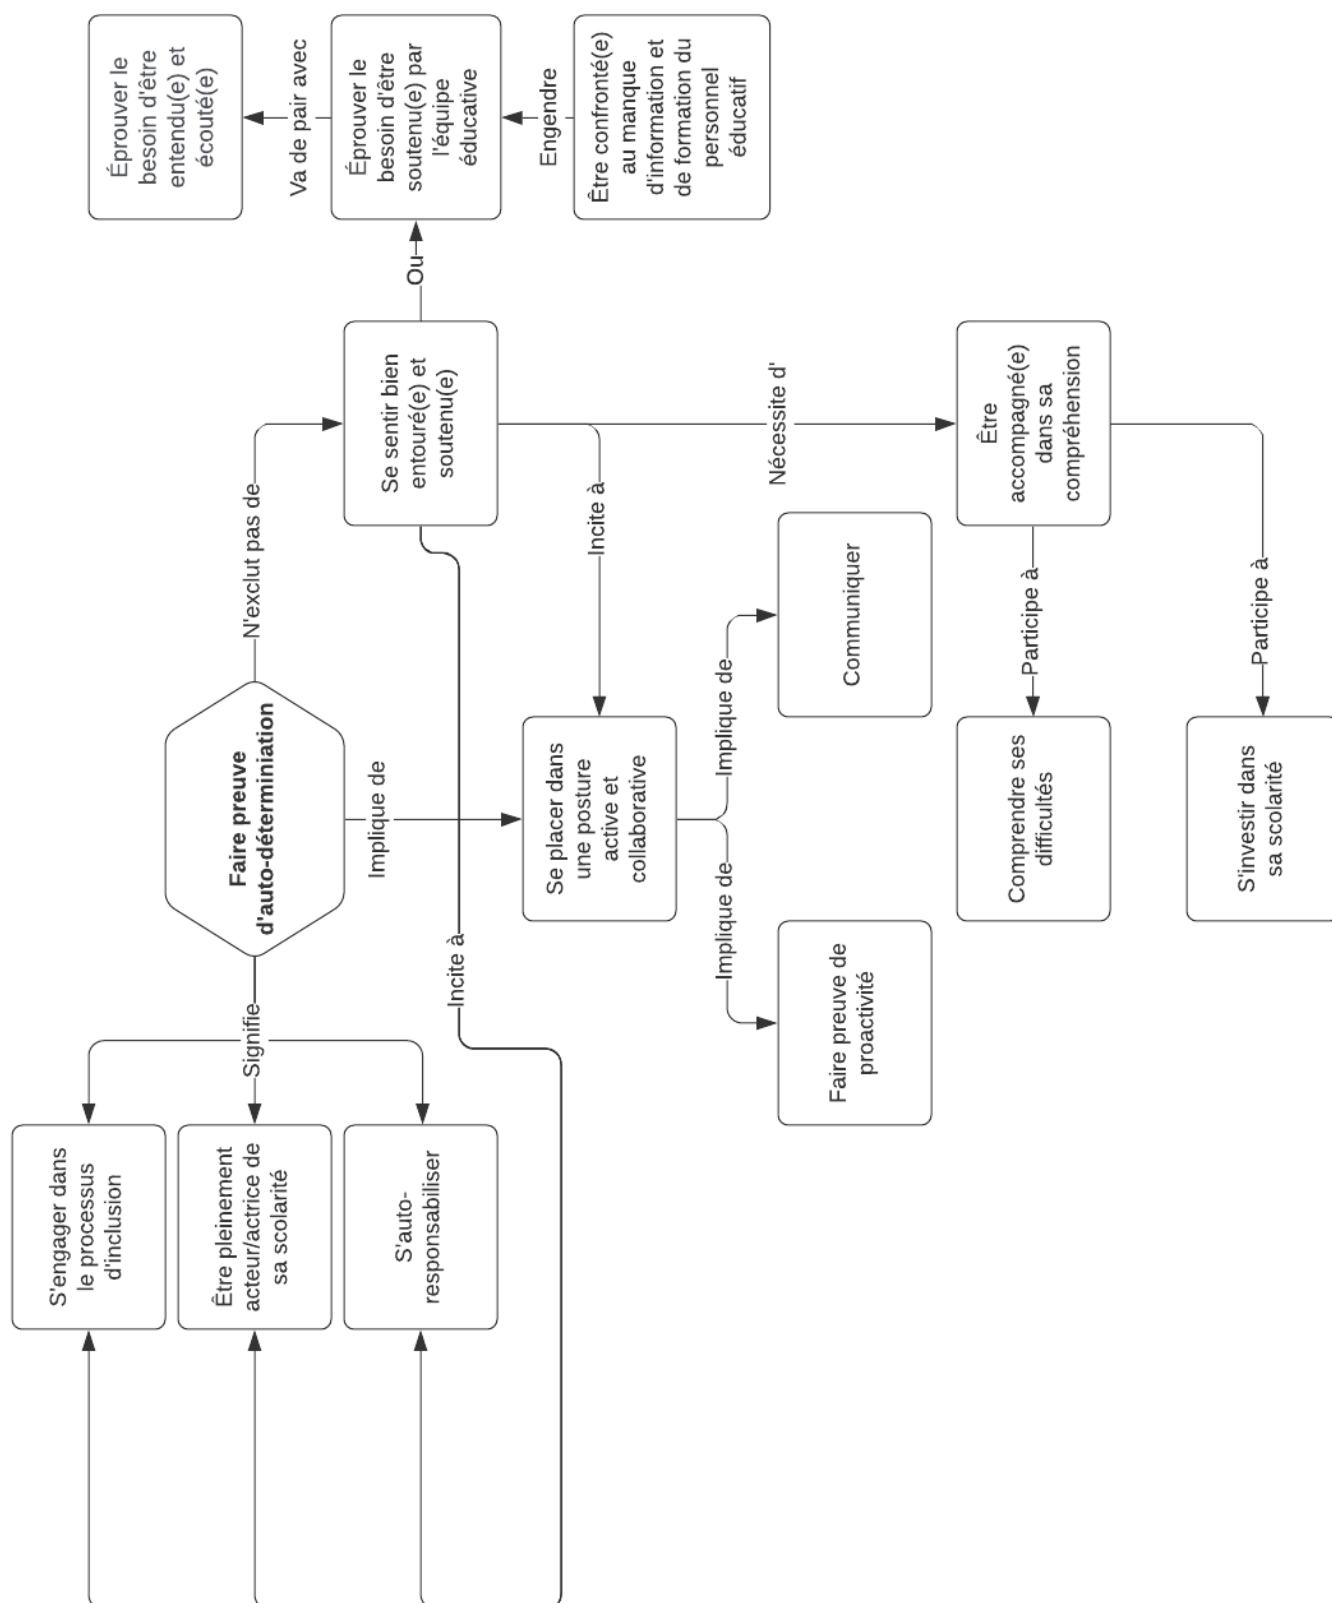 S'engager dans
le processus
d'inclusion
Être pleinement
acteur/actrice de
sa scolarité
S'auto-
responsabiliser
Signifie
Faire preuve
d'auto-déterminiation
N'exclut pas de
Implique de
Incite à
Se sentir bien
entouré(e) et
soutenu(e)
Ou
Éprouver le
besoin d'être
entendu(e) et
écouté(e)
Va de pair avec
Éprouver le
besoin d'être
soutenu(e) par
l'équipe
éducative
Engendre
Être confronté(e)
au manque
d'information et
de formation du
personnel
éducatif
Incite à
Nécessite d'
Se placer dans
une posture
active et
collaborative
Implique de
Implique de
Faire preuve de
proactivité
Communiquer
Être
accompagné(e)
dans sa
compréhension
Participe à
Participe à
Comprendre ses
difficultés
S'investir dans
sa scolarité